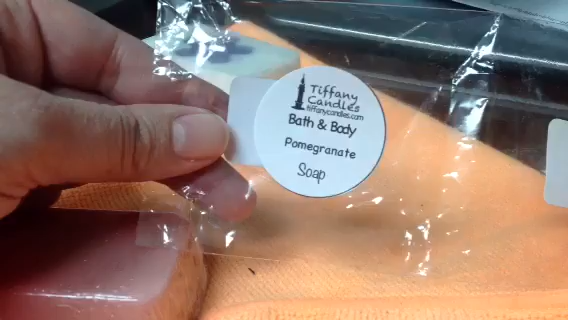 Tiffany
Candles
tiffanycandles.com
Bath & Body
Pomegranate
Soap